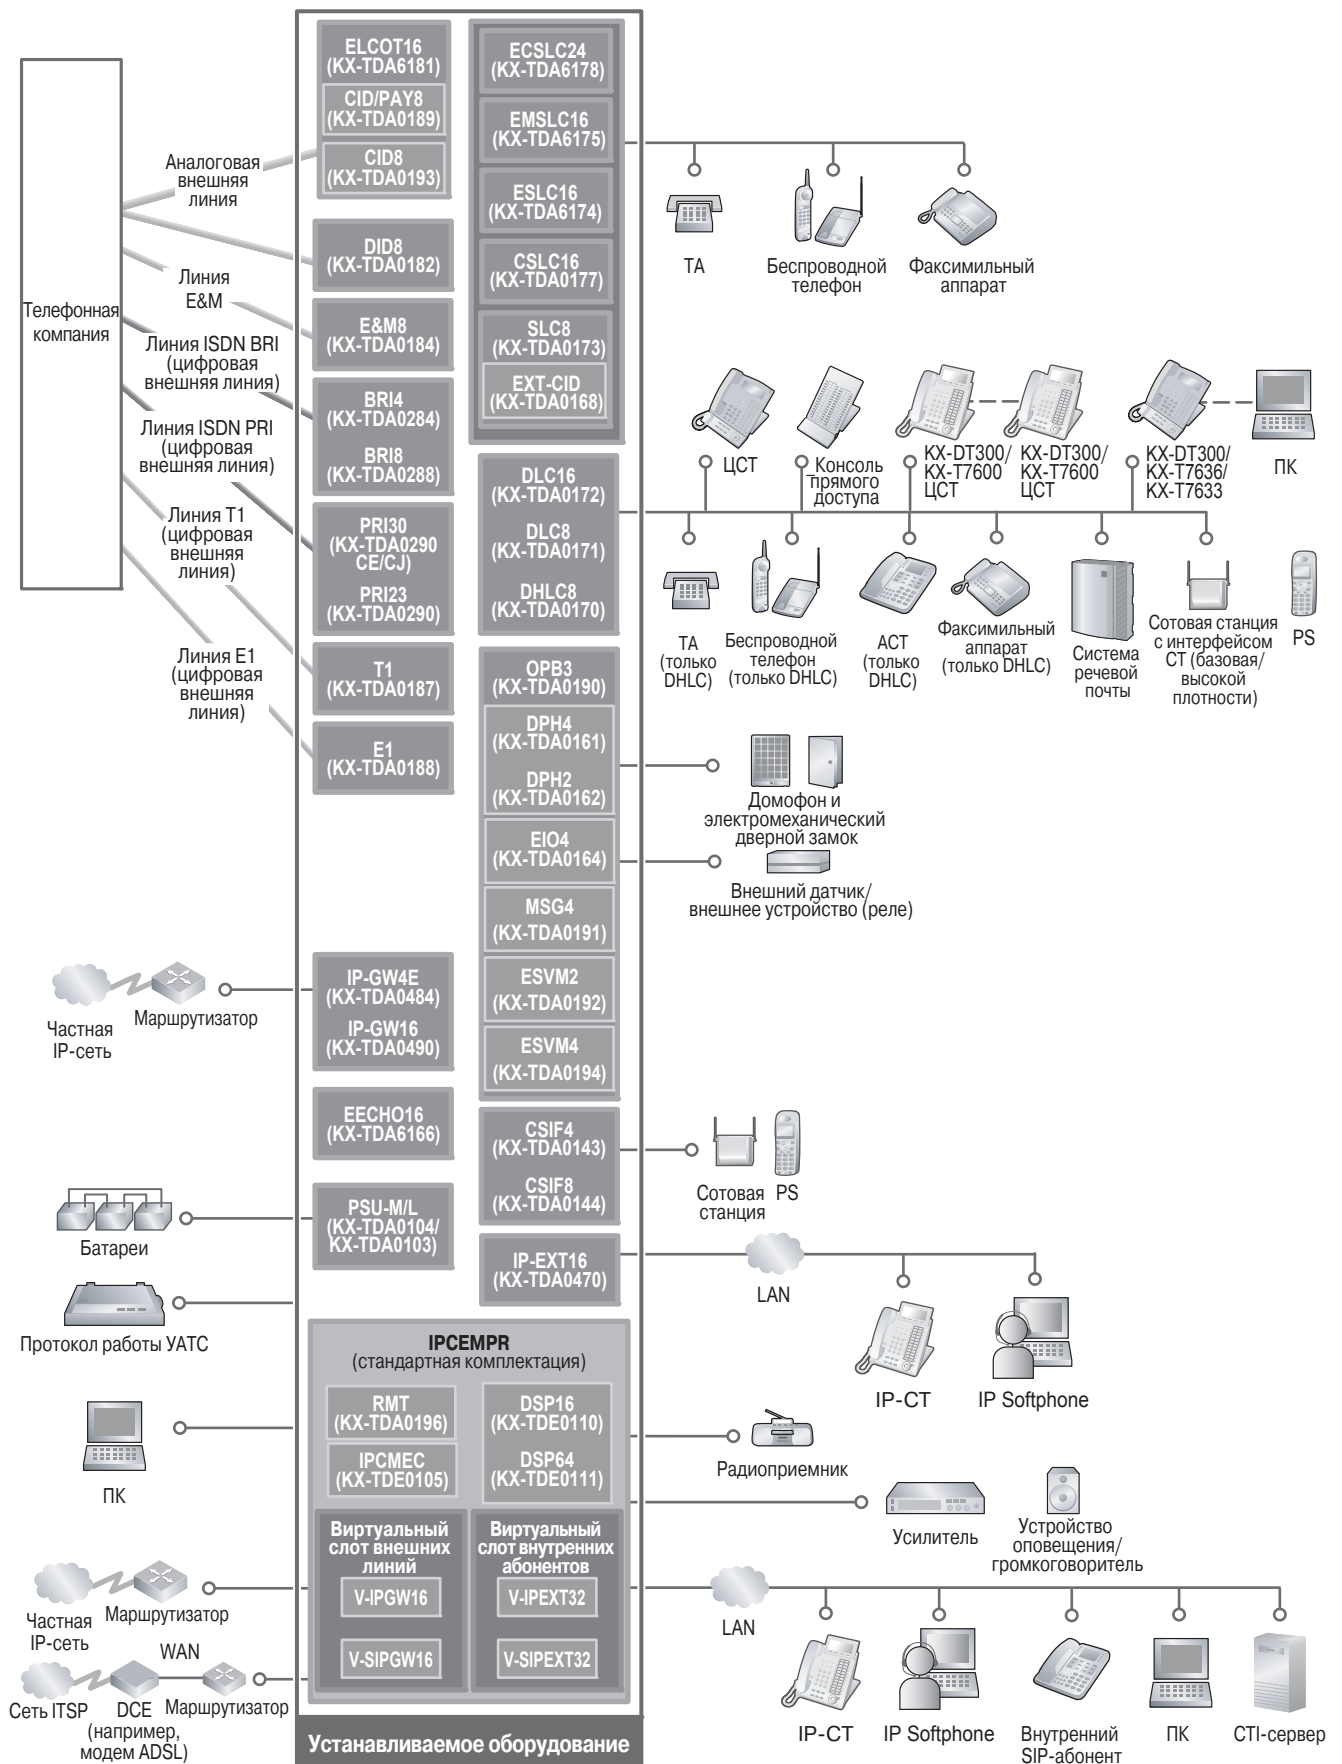 ELCOT16
(KX-TDA6181)
CID/PAY8
(KX-TDA0189)
CID8
(KX-TDA0193)
DID8
(KX-TDA0182)
E&M8
(KX-TDA0184)
BRI4
(KX-TDA0284)
BRI8
(KX-TDA0288)
PRI30
(KX-TDA0290
CE/CJ)
PRI23
(KX-TDA0290)
T1
(KX-TDA0187)
E1
(KX-TDA0188)
Телефонная
компания
Аналоговая
внешняя
линия
Линия
E&M
Линия ISDN BRI
(цифровая
внешняя линия)
Линия ISDN PRI
(цифровая
внешняя линия)
Линия T1
(цифровая
внешняя
линия)
Линия E1
(цифровая
внешняя
линия)
ECSLC24
(KX-TDA6178)
EMSLC16
(KX-TDA6175)
ESLC16
(KX-TDA6174)
CSLC16
(KX-TDA0177)
SLC8
(KX-TDA0173)
EXT-CID
(KX-TDA0168)
ТА
Беспроводной
телефон
Факсимильный
аппарат
DLC16
(KX-TDA0172)
DLC8
(KX-TDA0171)
DHLC8
(KX-TDA0170)
ЦСТ
Консоль
прямого
доступа
KX-DT300/
KX-T7600
ЦСТ
KX-DT300/
KX-T7600
ЦСТ
KX-DT300/
KX-T7636/
KX-T7633
ПК
ТА
(только
DHLC)
Беспроводной
телефон
(только DHLC)
АСТ
(только
DHLC)
Факсимильный
аппарат
(только DHLC)
Система
речевой
почты
Сотовая станция
с интерфейсом
СТ (базовая/
высокой
плотности)
PS
OPB3
(KX-TDA0190)
DPH4
(KX-TDA0161)
DPH2
(KX-TDA0162)
EIO4
(KX-TDA0164)
MSG4
(KX-TDA0191)
ESVM2
(KX-TDA0192)
ESVM4
(KX-TDA0194)
Домофон и
электромеханический
дверной замок
Внешний датчик/
внешнее устройство (реле)
IP-GW4E
(KX-TDA0484)
IP-GW16
(KX-TDA0490)
Частная
IP-сеть
Маршрутизатор
EECHO16
(KX-TDA6166)
CSIF4
(KX-TDA0143)
CSIF8
(KX-TDA0144)
Сотовая
станция
PS
PSU-M/L
(KX-TDA0104/
KX-TDA0103)
Батареи
IP-EXT16
(KX-TDA0470)
LAN
IP-СТ
IP Softphone
Протокол работы УАТС
IPCEMPR
(стандартная комплектация)
RMT
(KX-TDA0196)
IPCMEC
(KX-TDE0105)
DSP16
(KX-TDE0110)
DSP64
(KX-TDE0111)
ПК
Радиоприемник
Усилитель
Устройство
оповещения/
громкоговоритель
Виртуальный
слот внешних
линий
V-IPGW16
V-SIPGW16
Виртуальный
слот внутренних
абонентов
V-IPEXT32
V-SIPEXT32
Частная
IP-сеть
Маршрутизатор
WAN
Сеть ITSP
DCE
(например,
модем ADSL)
Маршрутизатор
LAN
IP-СТ
IP Softphone
Внутренний
SIP-абонент
ПК
CTI-сервер
Устанавливаемое оборудование